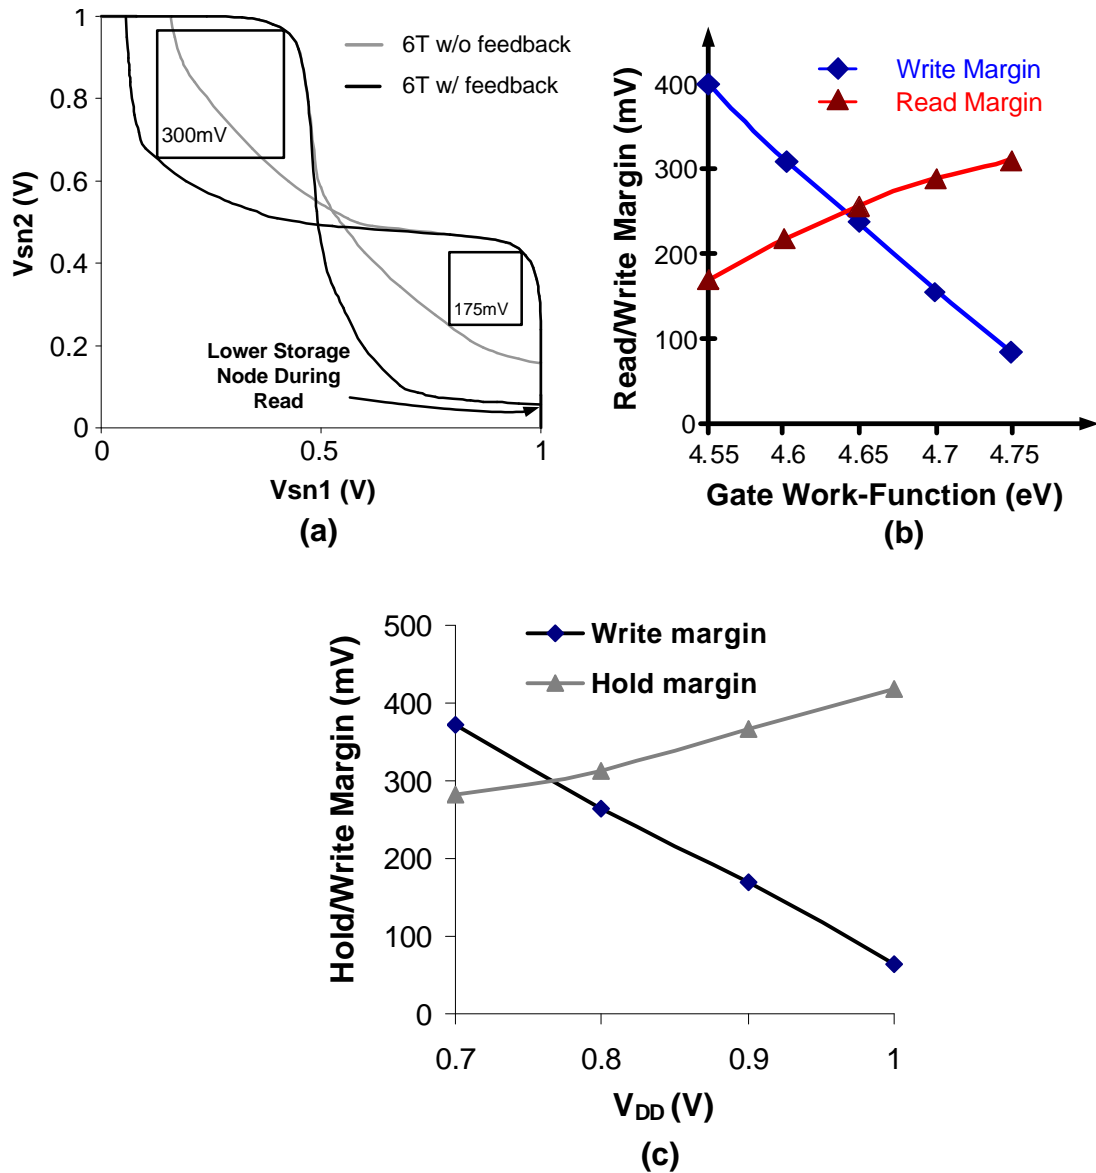 1
0.8
0.6
0.4
0.2
0
Vsn2 (V)
6T w/o feedback
6T w/ feedback
300mV
175mV
Lower Storage
Node During
Read
0
0.5
1
Vsn1 (V)
(a)
Read/Write Margin (mV)
400
300
200
100
0
Write Margin
Read Margin
4.55
4.6
4.65
4.7
4.75
Gate Work-Function (eV)
(b)
Hold/Write Margin (mV)
500
400
300
200
100
0
Write margin
Hold margin
0.7
0.8
0.9
1
VDD (V)
(c)